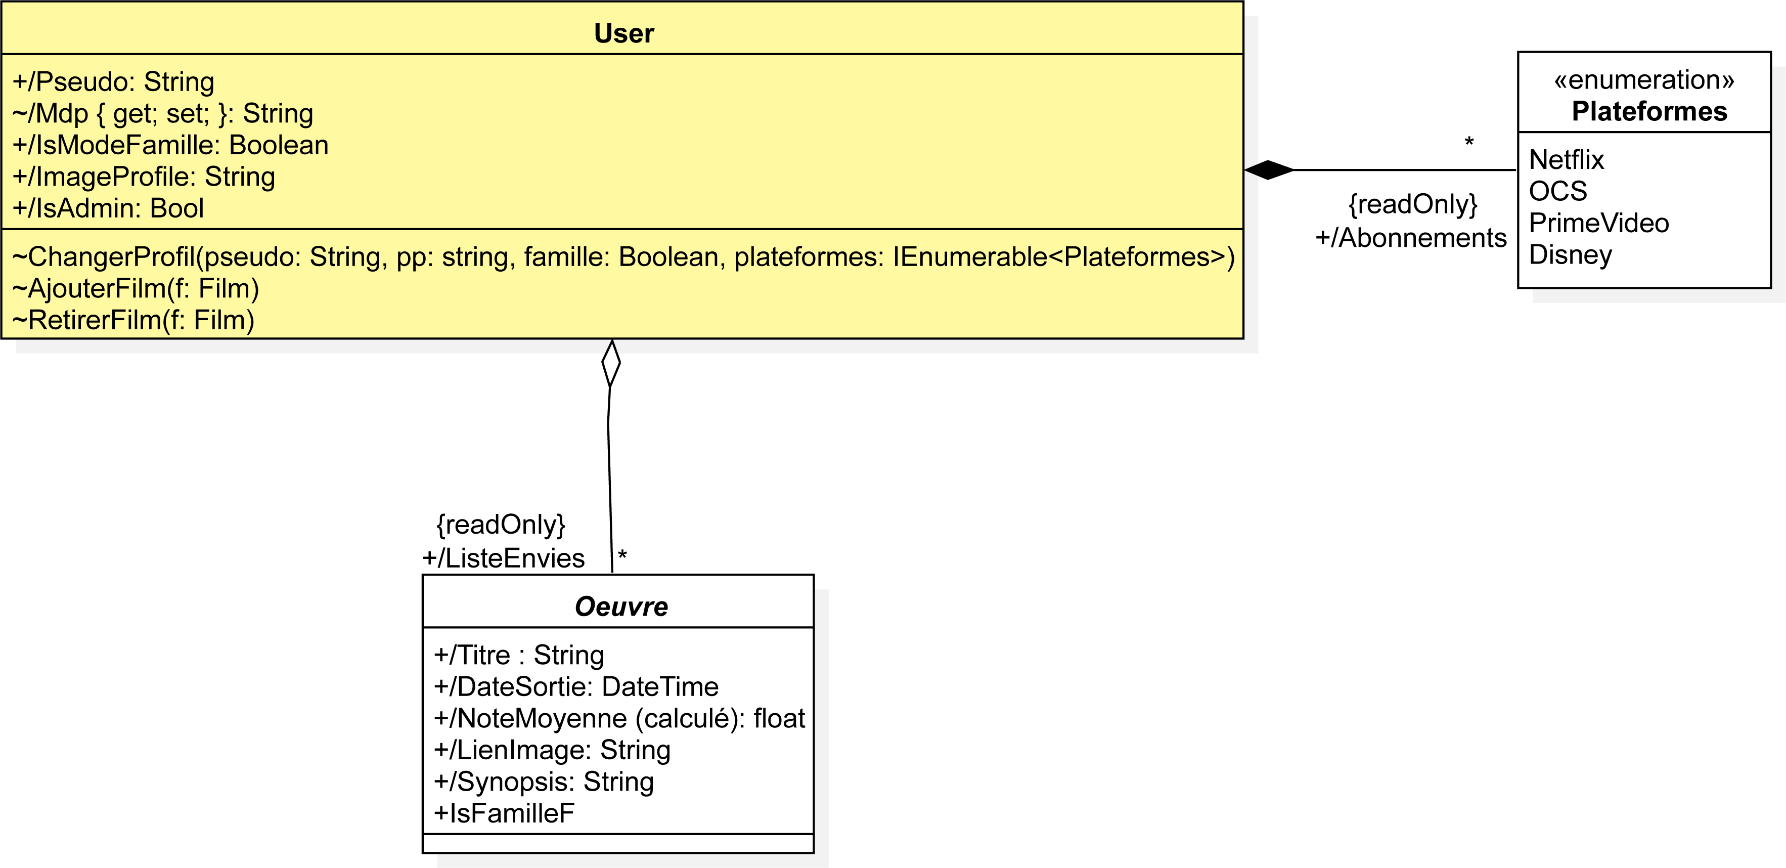 User
+/Pseudo: String
~/Mdp { get; set; }: String
+/IsModeFamille: Boolean
+/ImageProfile: String
+/IsAdmin: Bool
~ChangerProfil(pseudo: String, pp: string, famille: Boolean, plateformes: IEnumerable<Plateformes>)
~AjouterFilm(f: Film)
~RetirerFilm(f: Film)
*
{readOnly}
+/Abonnements
«enumeration»
Plateformes
Netflix
OCS
PrimeVideo
Disney
{readOnly}
+/ListeEnvies
*
Oeuvre
+/Titre : String
+/DateSortie: DateTime
+/NoteMoyenne (calculé): float
+/LienImage: String
+/Synopsis: String
+IsFamilleF